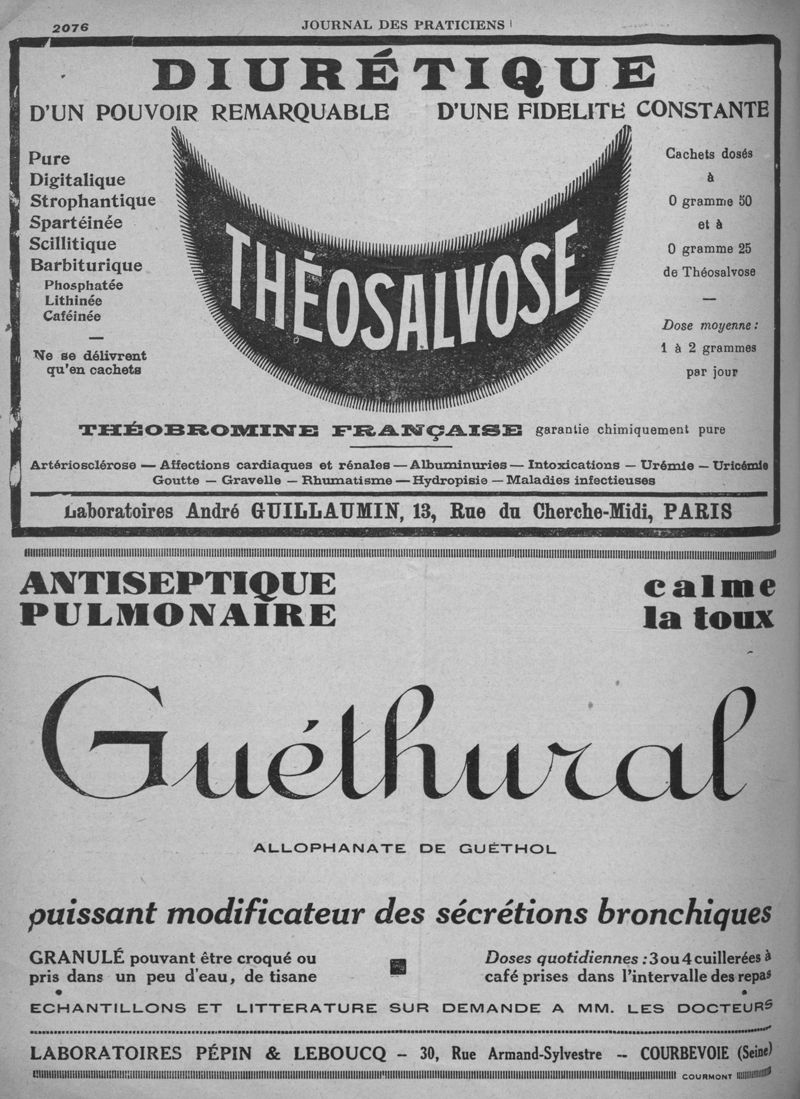 2076
JOURNAL DES PRATICIENS
DIURÉTIQUE
D'UN POUVOIR REMARQUABLE D'UNE FIDELITÉ CONSTANTE
Pure
Digitalique
Strophantique
Spartéinée
Scillitique
Barbiturique
Phosphatée
Lithinée
Caféinée
—
Ne se délivrent
qu'en cachets
THÉOSALVOSE
Cachets dosés
à
0 gramme 50
et à
0 gramme 25
de Théosalvose
—
Dose moyenne :
1 à 2 grammes
par jour
THÉOBROMINE FRANÇAISE garantie chimiquement pure
Artériosclérose — Affections cardiaques et rénales — Albuminuries — Intoxications — Urémie — Uricémie
Goutte — Gravelle — Rhumatisme — Hydropisie — Maladies infectieuses
Laboratoires André GUILLAUMIN, 13, Rue du Cherche-Midi, PARIS
ANTISEPTIQUE
PULMONAIRE
calme
la toux
Guéthural
ALLOPHANATE DE GUÉTHOL
puissant modificateur des sécrétions bronchiques
GRANULÉ pouvant être croqué ou
pris dans un peu d'eau, de tisane
Doses quotidiennes : 3 ou 4 cuillerées à
café prises dans l'intervalle des repas
ECHANTILLONS ET LITTERATURE SUR DEMANDE A MM. LES DOCTEURS
LABORATOIRES PÉPIN & LEBOUCQ — 30, Rue Armand-Sylvestre — COURBEVOIE (Seine)
COURMONT